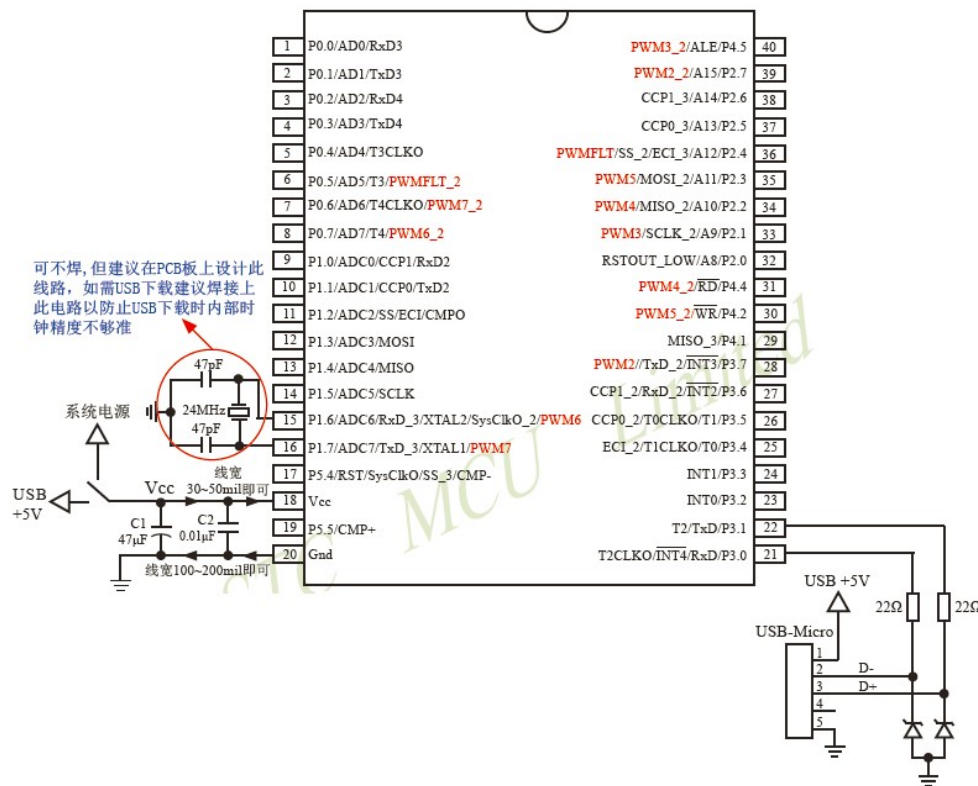 1 P0.0/AD0/RxD3
2 P0.1/AD1/TxD3
3 P0.2/AD2/RxD4
4 P0.3/AD3/TxD4
5 P0.4/AD4/T3CLKO
6 P0.5/AD5/T3/PWMFLT_2
7 P0.6/AD6/T4CLKO/PWM7_2
8 P0.7/AD7/T4/PWM6_2
9 P1.0/ADC0/CCP1/RxD2
10 P1.1/ADC1/CCP0/TxD2
11 P1.2/ADC2/SS/ECI/CMPO
12 P1.3/ADC3/MOSI
13 P1.4/ADC4/MISO
14 P1.5/ADC5/SCLK
15 P1.6/ADC6/RxD_3/XTAL2/SysClkO_2/PWM6
16 P1.7/ADC7/TxD_3/XTAL1/PWM7
17 P5.4/RST/SysClkO/SS_3/CMP-
18 Vcc
19 P5.5/CMP+
20 Gnd
PWM3_2/ALE/P4.5 40
PWM2_2/A15/P2.7 39
CCP1_3/A14/P2.6 38
CCP0_3/A13/P2.5 37
PWMFLT/SS_2/ECI_3/A12/P2.4 36
PWM5/MOSI_2/A11/P2.3 35
PWM4/MISO_2/A10/P2.2 34
PWM3/SCLK_2/A9/P2.1 33
RSTOUT_LOW/A8/P2.0 32
PWM4_2/RD/P4.4 31
PWM5_2/WR/P4.2 30
MISO_3/P4.1 29
PWM2//TxD_2/INT3/P3.7 28
CCP1_2/RxD_2/INT2/P3.6 27
CCP0_2/T0CLKO/T1/P3.5 26
ECI_2/T1CLKO/T0/P3.4 25
INT1/P3.3 24
INT0/P3.2 23
T2/TxD/P3.1 22
T2CLKO/INT4/RxD/P3.0 21
可不焊,但建议在PCB板上设计此
线路，如需USB下载建议焊接上
此电路以防止USB下载时内部时
钟精度不够准
47pF
24MHz
47pF
系统电源
USB
+5V
Vcc
线宽
30~50mil即可
C1
47μF
C2
0.01μF
线宽100~200mil即可
USB +5V
22Ω
22Ω
USB-Micro
1
2 D-
3 D+
4
5
STC MCU Limited